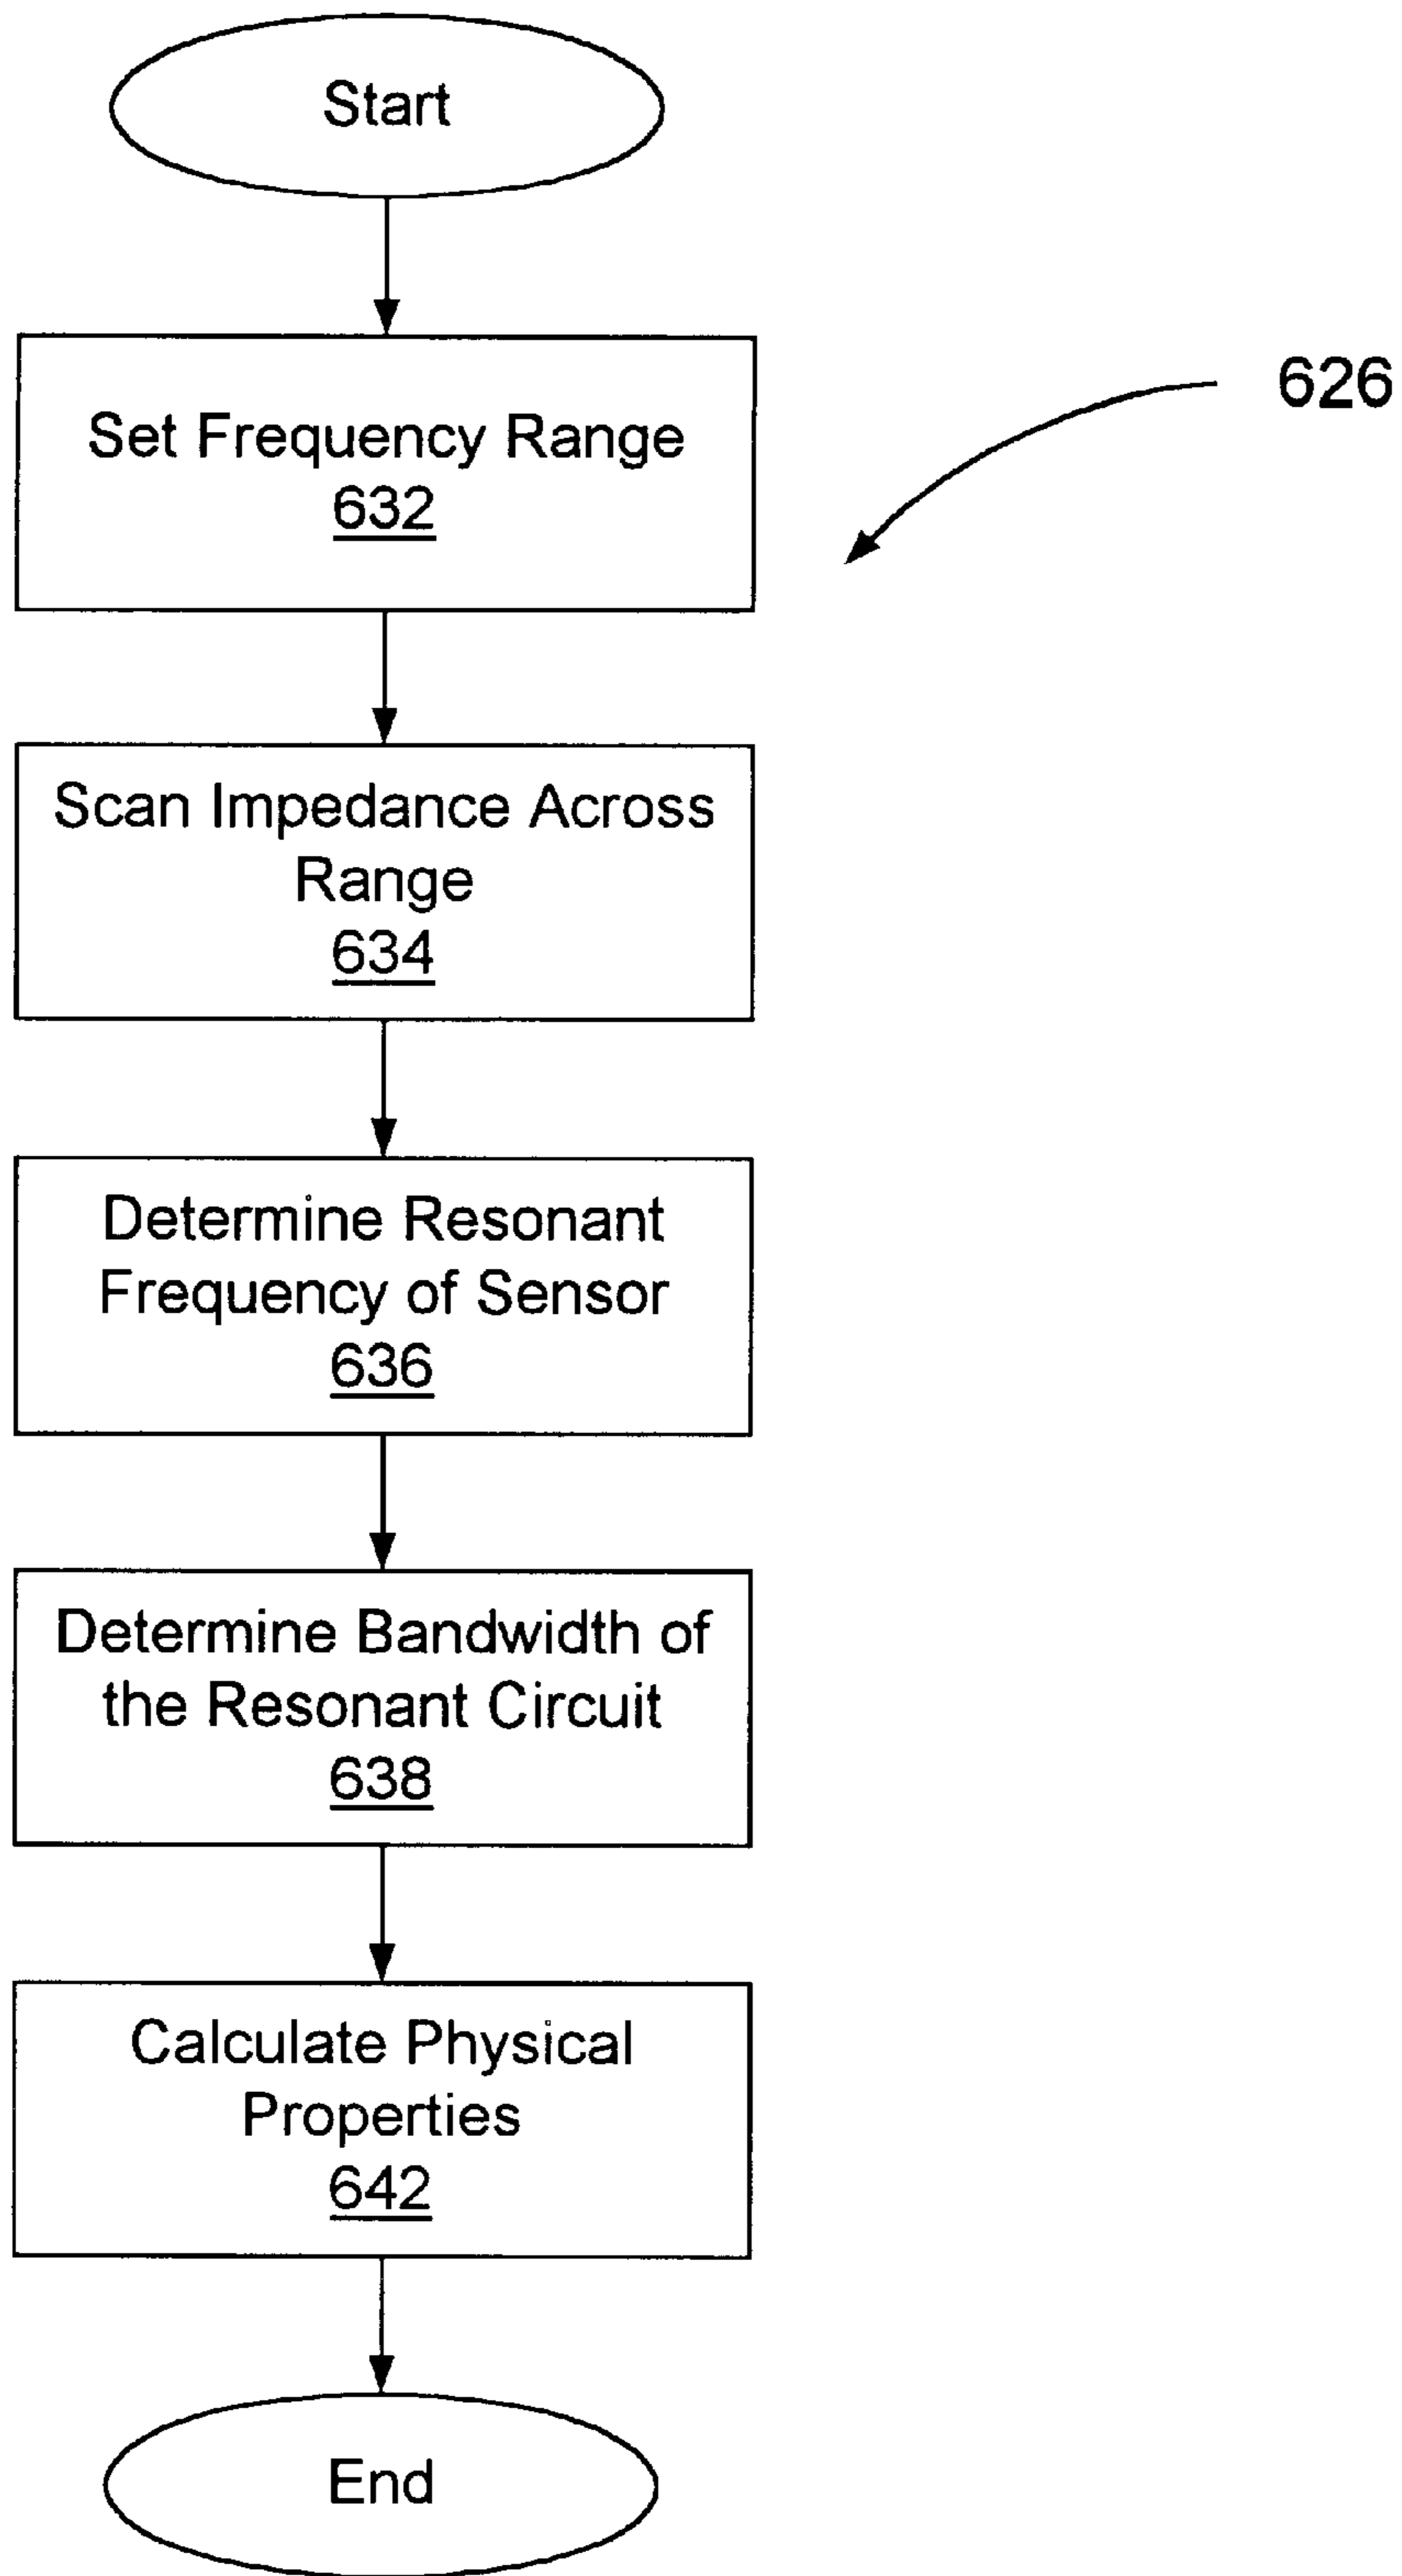 Start
Set Frequency Range
632
626
Scan Impedance Across
Range
634
Determine Resonant
Frequency of Sensor
636
Determine Bandwidth of
the Resonant Circuit
638
Calculate Physical
Properties
642
End